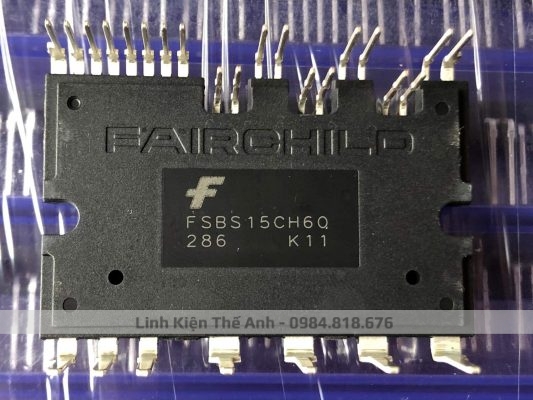 FAIRCHILD
FSBS15CH6Q
286 K11
Linh Kiện Thế Anh - 0984.818.676